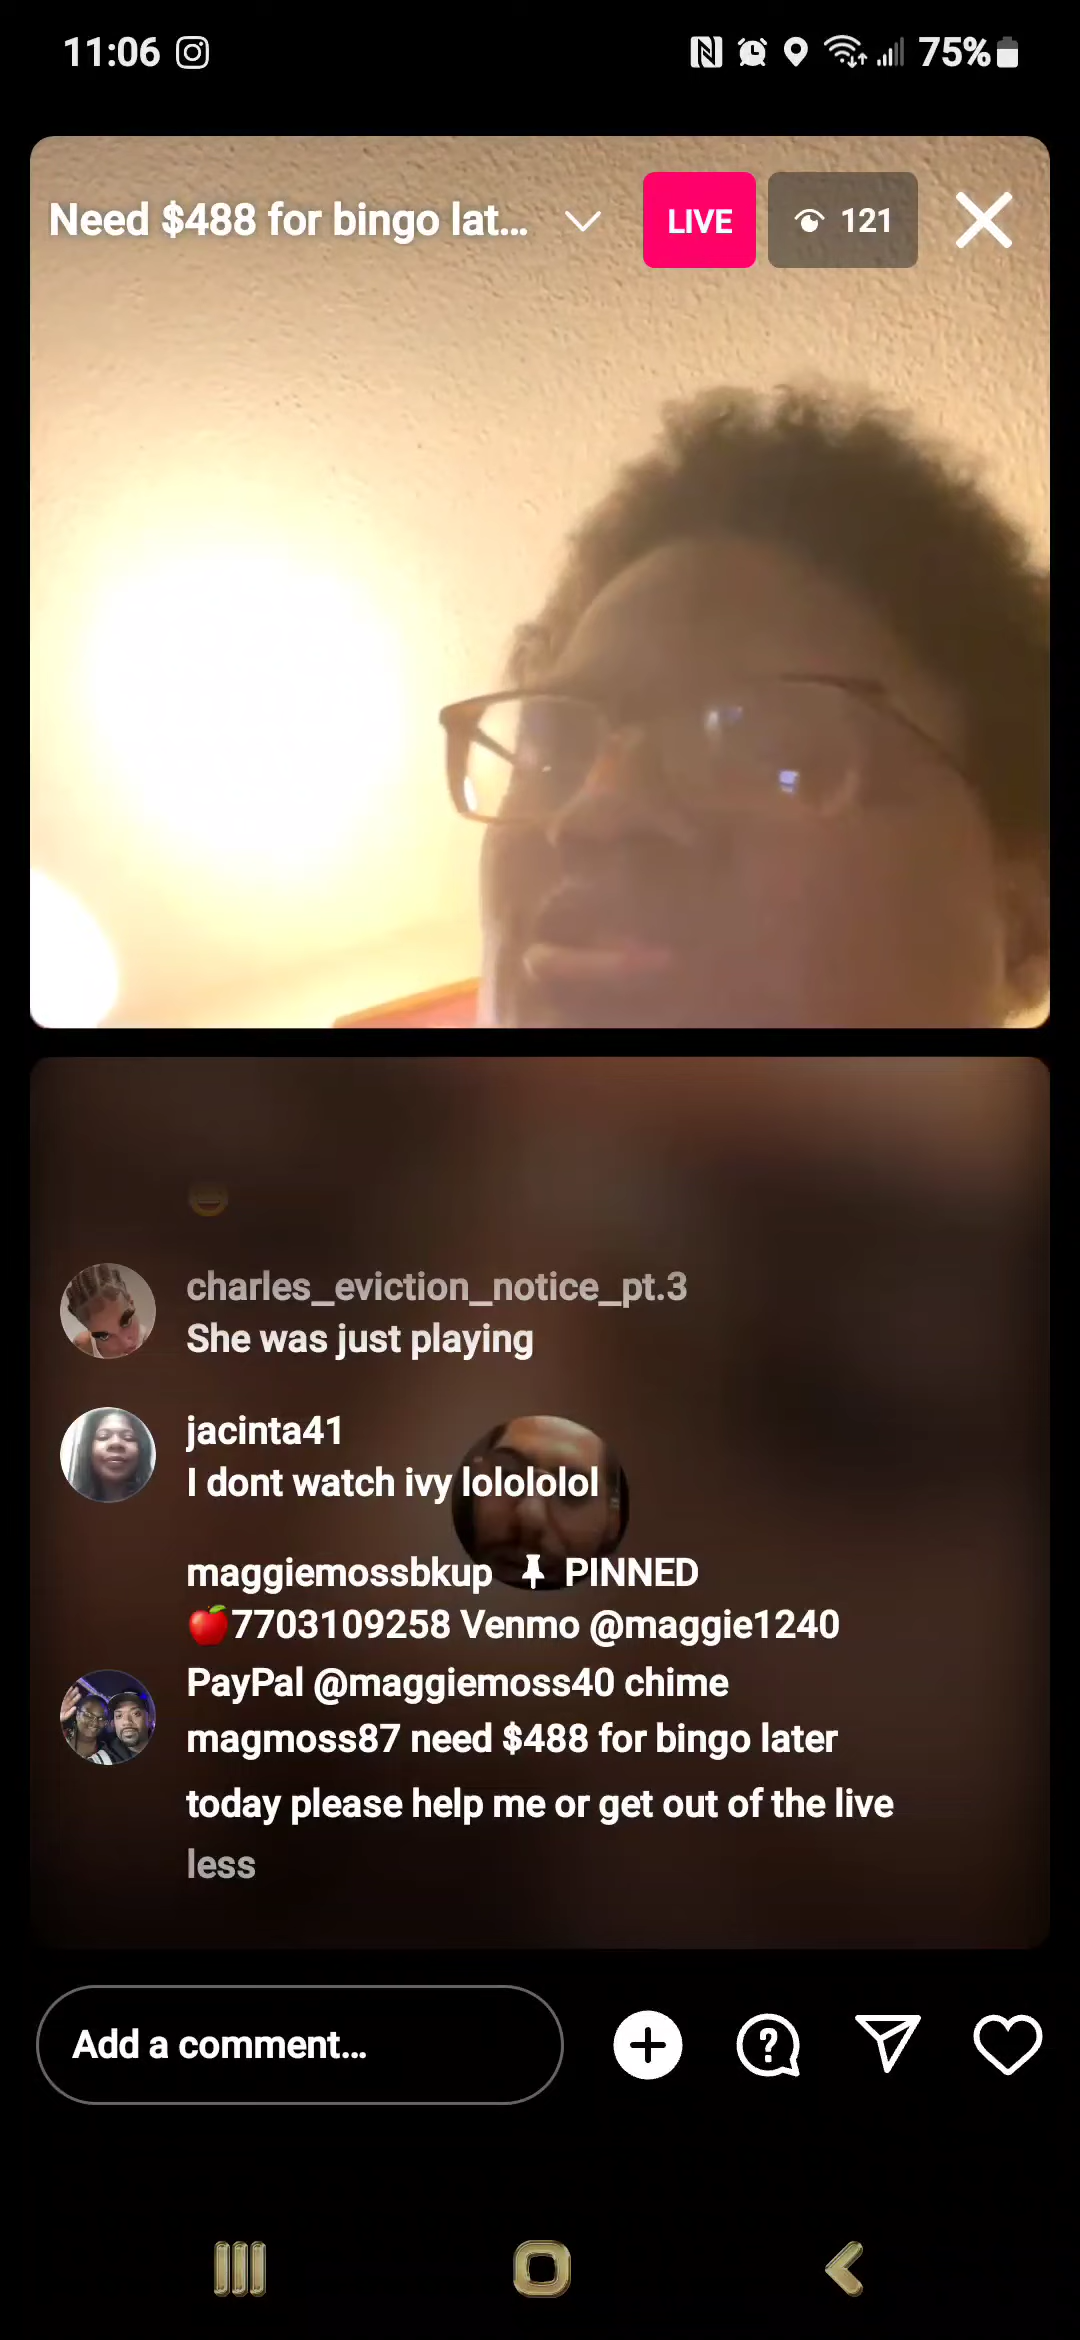 11:06
75%
Need $488 for bingo lat...
LIVE
121
charles_eviction_notice_pt.3
She was just playing
jacinta41
I dont watch ivy lolololol
maggiemossbkup PINNED
🍎7703109258 Venmo @maggie1240
PayPal @maggiemoss40 chime
magmoss87 need $488 for bingo later
today please help me or get out of the live
less
Add a comment...